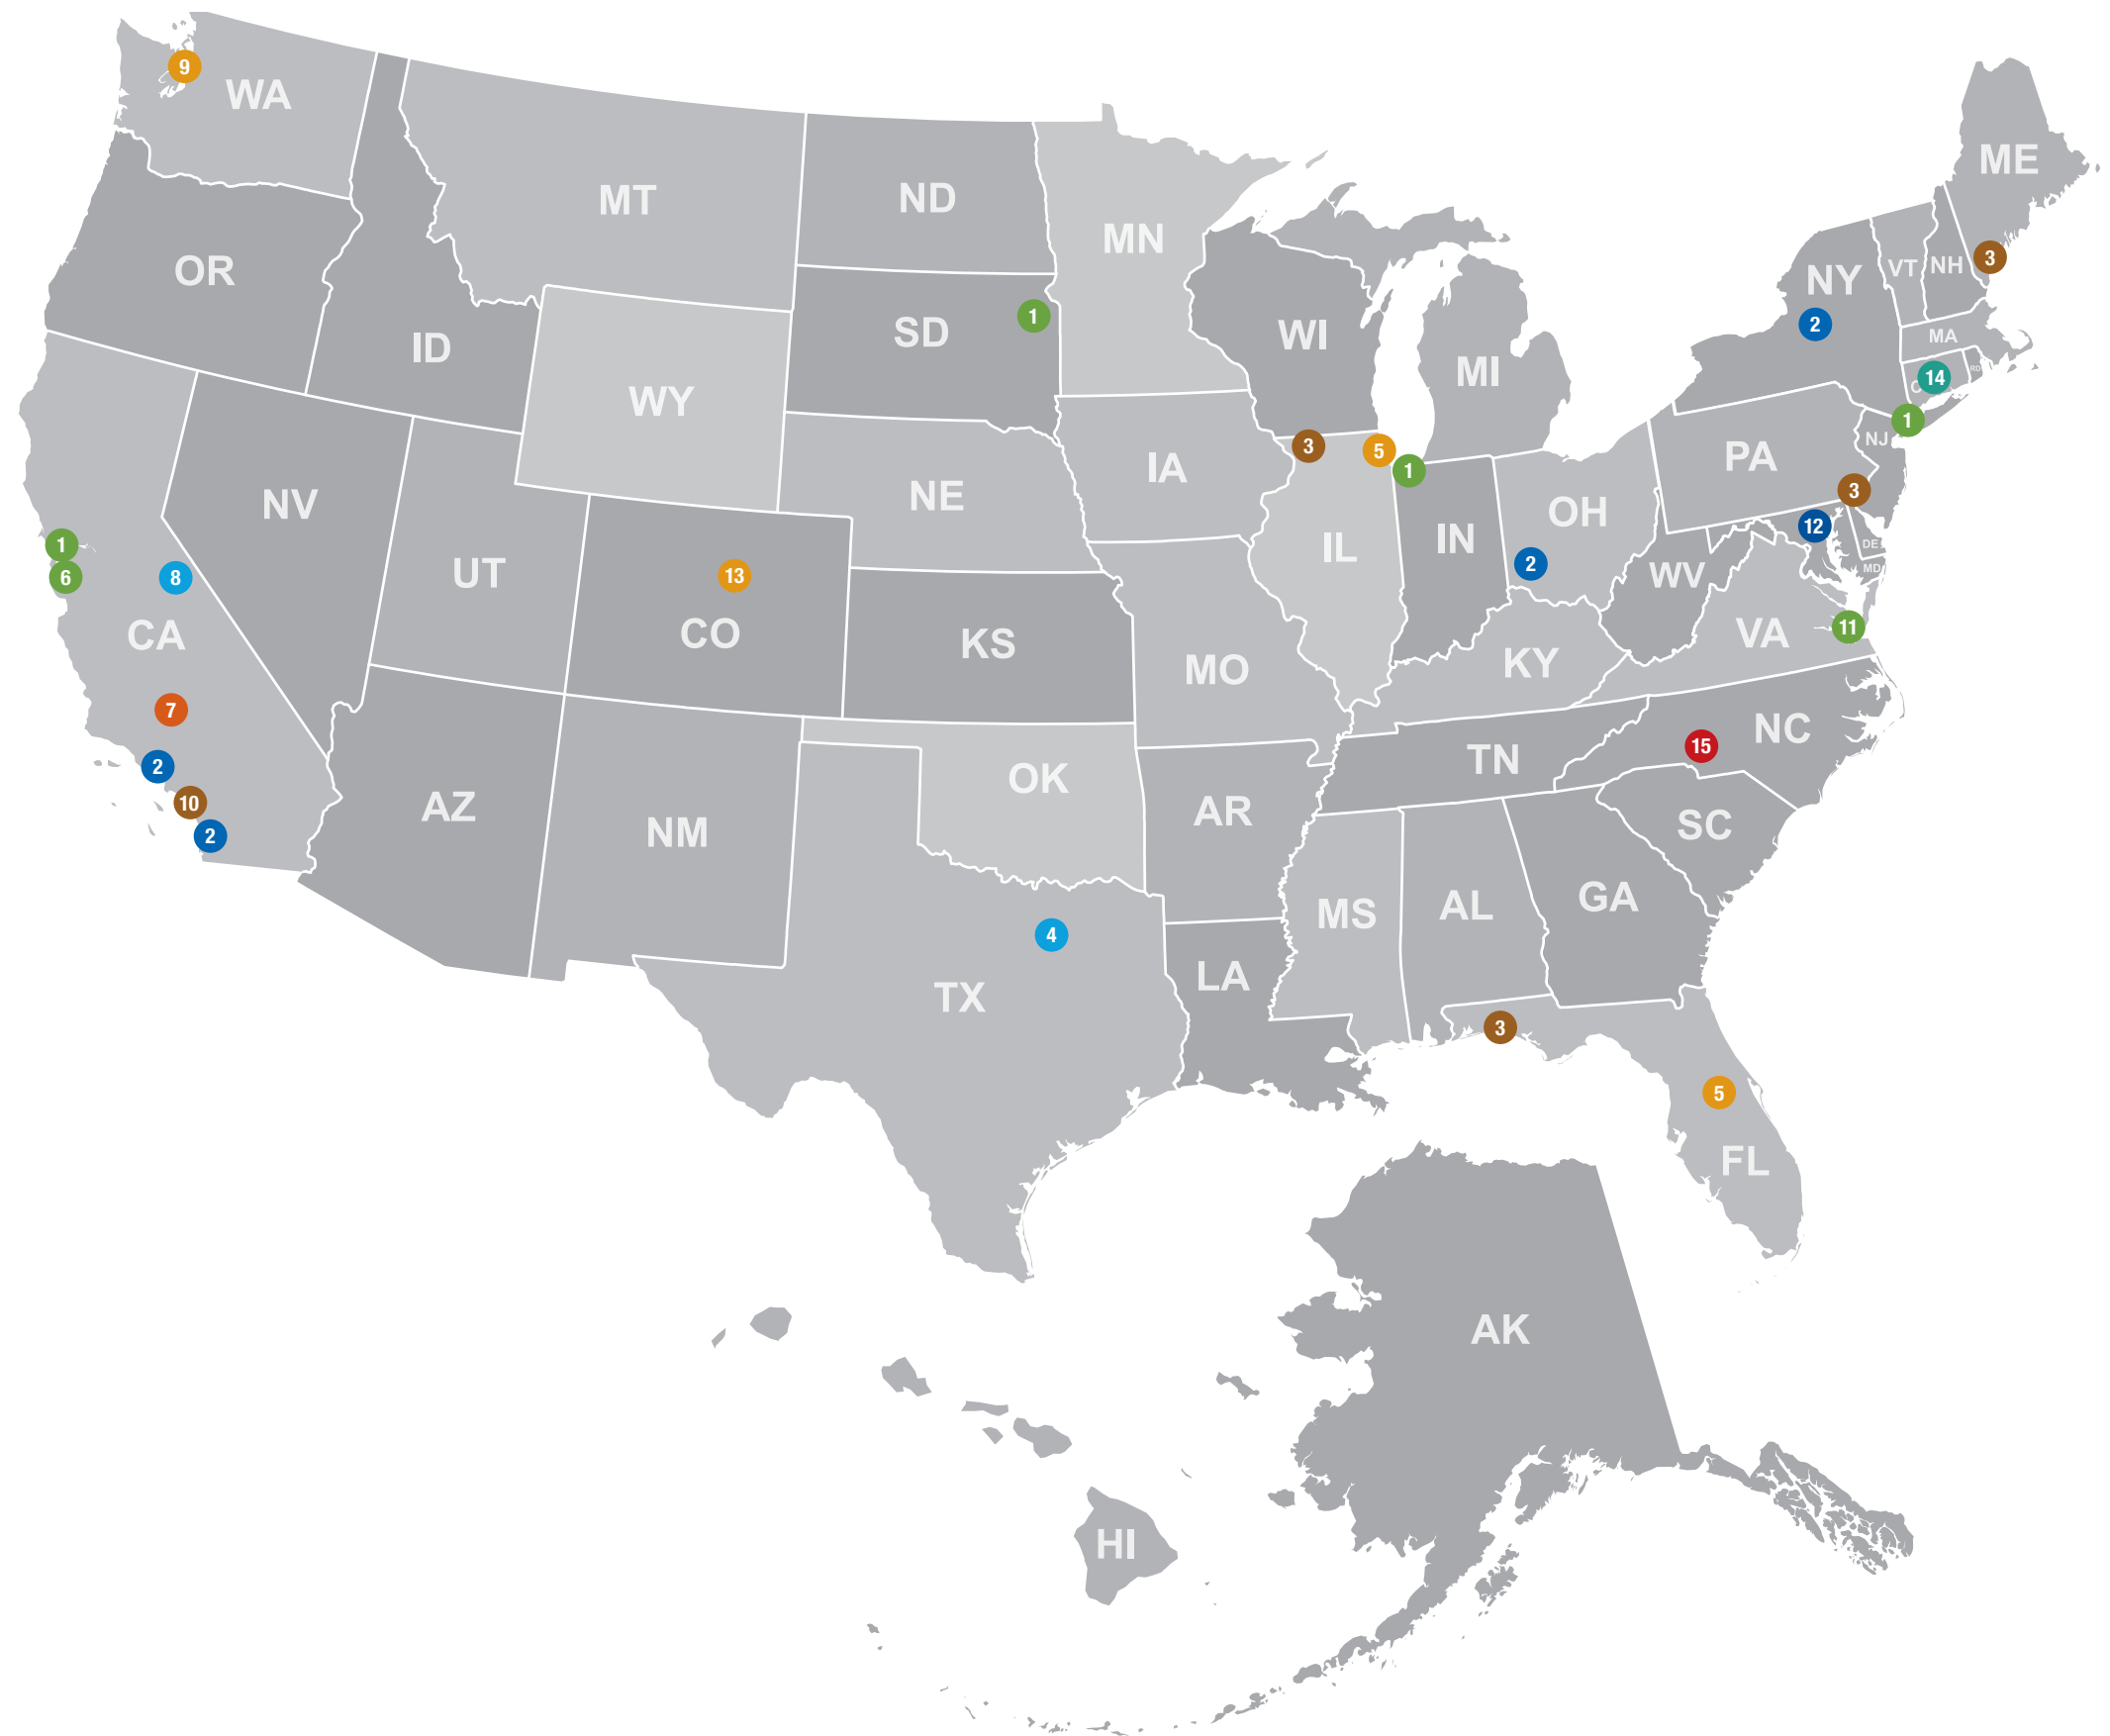 9
WA
ME
MT
ND
MN
OR
SD
1
WI
NY
VT
NH
3
2
MA
ID
WY
MI
14
1
NJ
3
5
1
IA
PA
3
NV
NE
OH
IN
IL
12
DE
MD
1
6
8
UT
13
2
WV
CA
CO
KS
MO
KY
VA
11
7
2
10
2
AZ
NM
OK
AR
TN
15
NC
SC
4
TX
LA
MS
AL
GA
3
5
FL
AK
HI